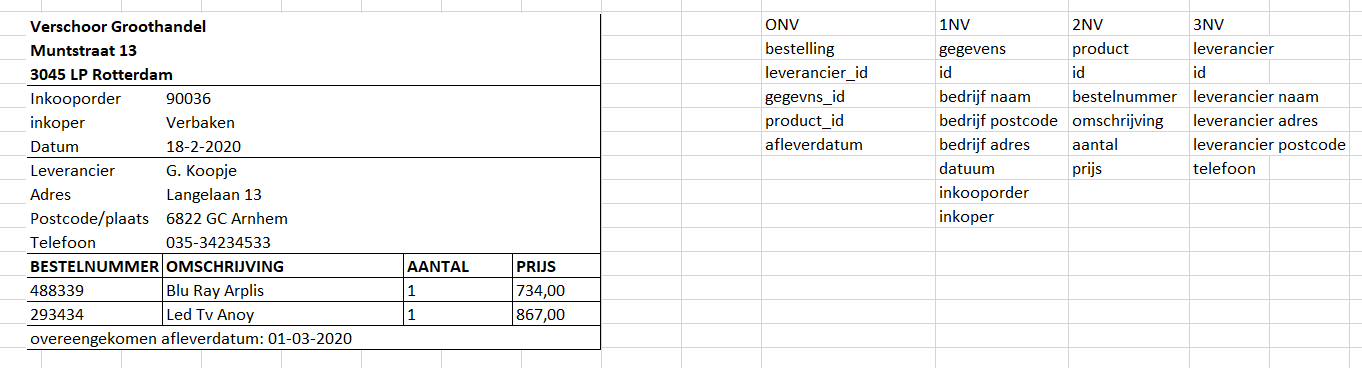 Verschoor Groothandel
Muntstraat 13
3045 LP Rotterdam
Inkooporder 90036
inkoper Verbaken
Datum 18-2-2020
Leverancier G. Koopje
Adres Langelaan 13
Postcode/plaats 6822 GC Arnhem
Telefoon 035-34234533
BESTELNUMMER OMSCHRIJVING AANTAL PRIJS
488339 Blu Ray Arplis 1 734,00
293434 Led Tv Anoy 1 867,00
overeengekomen afleverdatum: 01-03-2020
ONV 1NV 2NV 3NV
bestelling gegevens product leverancier
leverancier_id id id id
gegevns_id bedrijf naam bestelnummer leverancier naam
product_id bedrijf postcode omschrijving leverancier adres
afleverdatum bedrijf adres aantal leverancier postcode
datuum prijs telefoon
inkooporder
inkoper